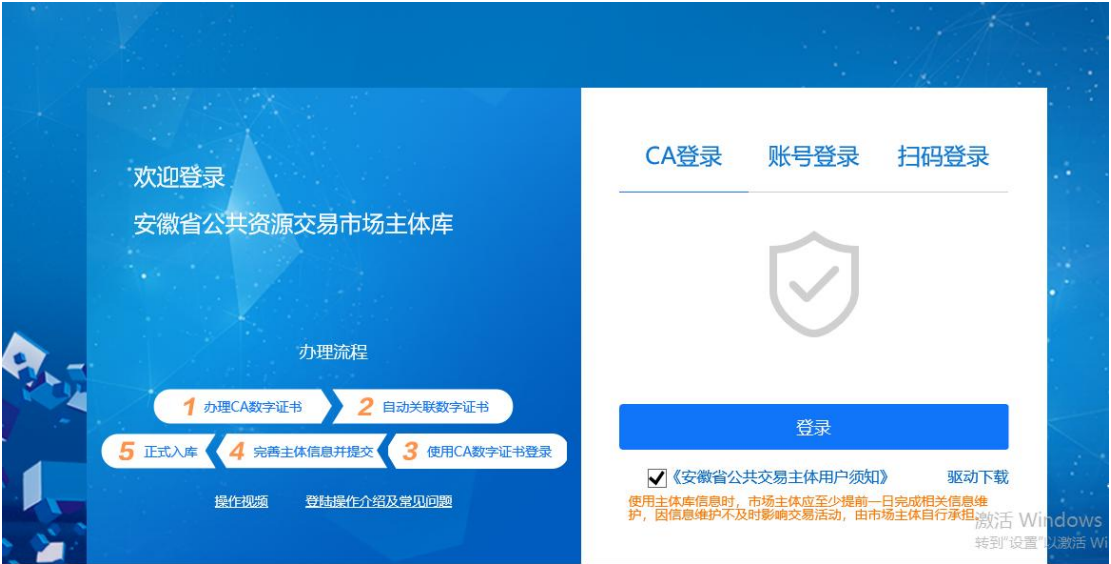 欢迎登录
安徽省公共资源交易市场主体库
办理流程
1 办理CA数字证书 2 自动关联数字证书
5 正式入库 4 完善主体信息并提交 3 使用CA数字证书登录
操作视频 登陆操作介绍及常见问题
CA登录 账号登录 扫码登录
登录
《安徽省公共交易主体用户须知》 驱动下载
使用主体库信息时，市场主体应至少提前一日完成相关信息维
护，因信息维护不及时影响交易活动，由市场主体自行承担。
激活 Windows
转到"设置"以激活 Wi